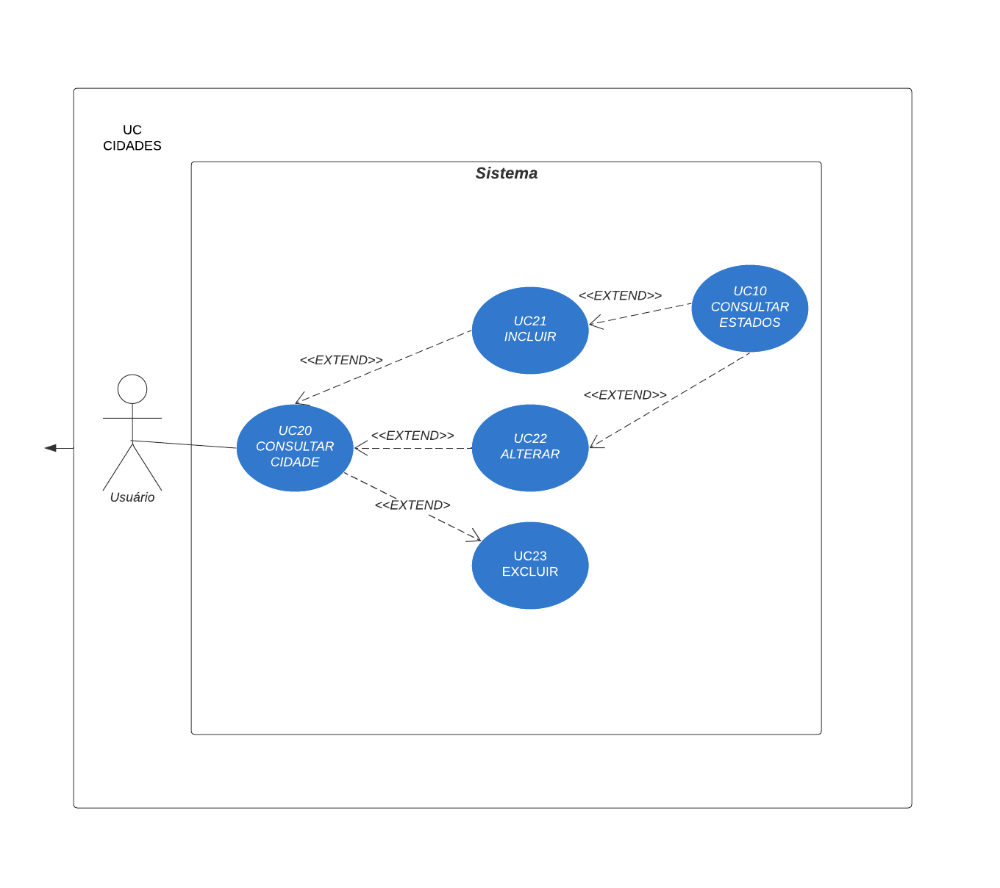 UC
CIDADES
Sistema
<<EXTEND>>
UC10
CONSULTAR
ESTADOS
UC21
INCLUIR
<<EXTEND>>
<<EXTEND>>
UC20
CONSULTAR
CIDADE
<<EXTEND>>
UC22
ALTERAR
Usuário
<<EXTEND>
UC23
EXCLUIR